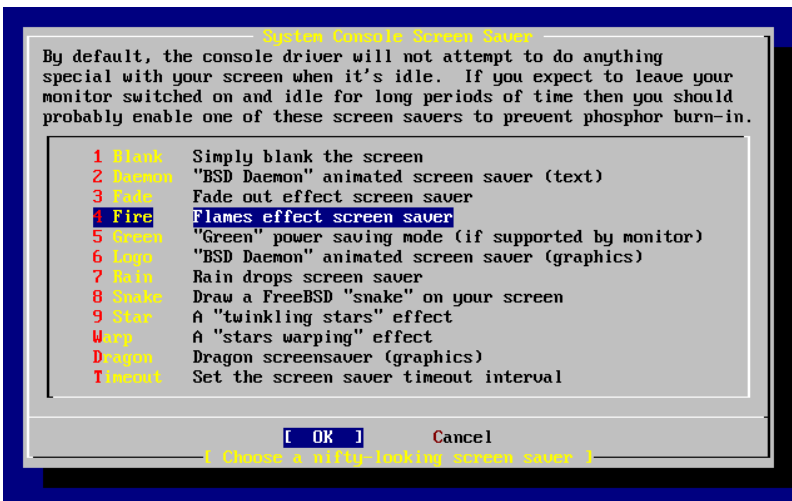 System Console Screen Saver
By default, the console driver will not attempt to do anything
special with your screen when it's idle.  If you expect to leave your
monitor switched on and idle for long periods of time then you should
probably enable one of these screen savers to prevent phosphor burn-in.
1 Blank    Simply blank the screen
2 Daemon   "BSD Daemon" animated screen saver (text)
3 Fade     Fade out effect screen saver
4 Fire     Flames effect screen saver
5 Green    "Green" power saving mode (if supported by monitor)
6 Logo     "BSD Daemon" animated screen saver (graphics)
7 Rain     Rain drops screen saver
8 Snake    Draw a FreeBSD "snake" on your screen
9 Star     A "twinkling stars" effect
Warp       A "stars warping" effect
Dragon     Dragon screensaver (graphics)
Timeout    Set the screen saver timeout interval
[  OK  ]       Cancel
[ Choose a nifty-looking screen saver ]